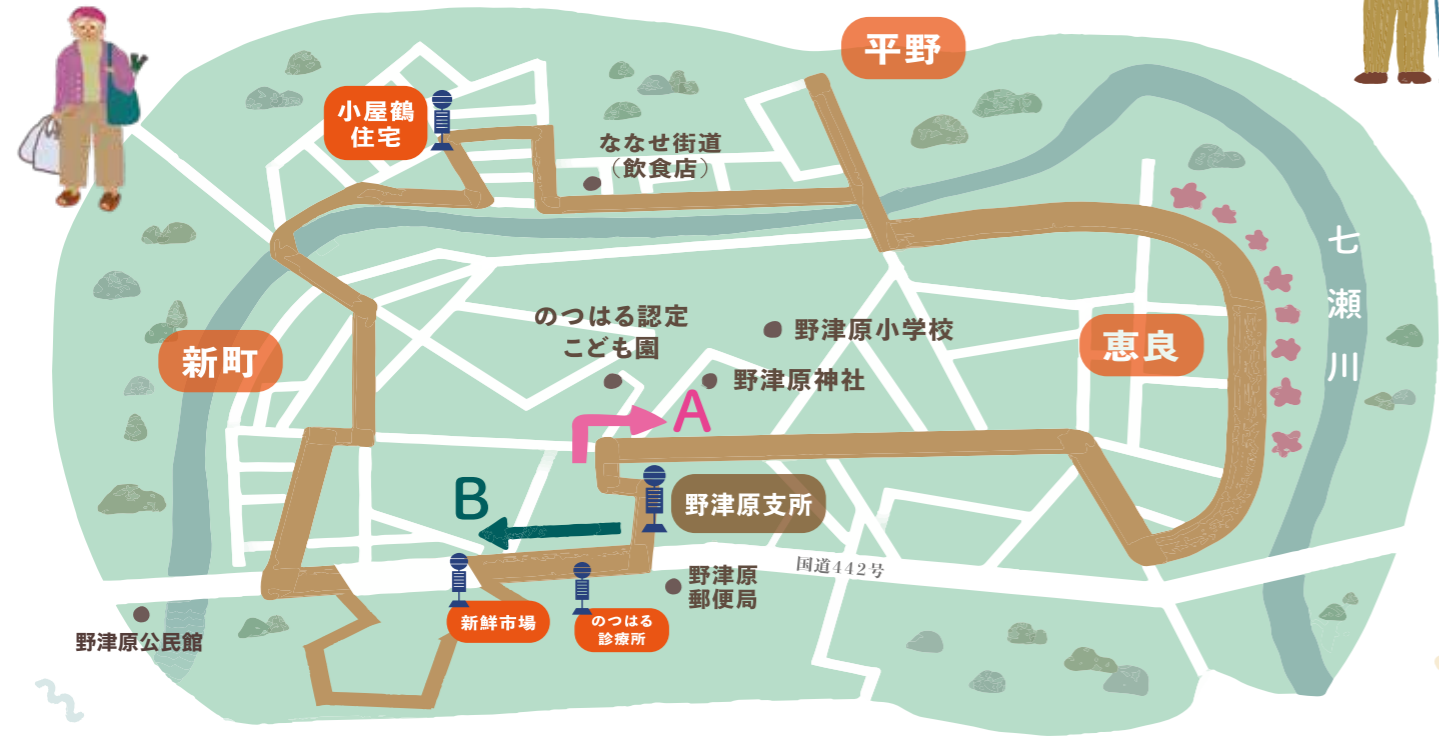 平野
小屋鶴
住宅
ななせ街道
（飲食店）
七瀬川
のつはる認定
こども園
野津原小学校
新町
恵良
野津原神社
A
B
野津原支所
国道442号
野津原
郵便局
新鮮市場
のつはる
診療所
野津原公民館